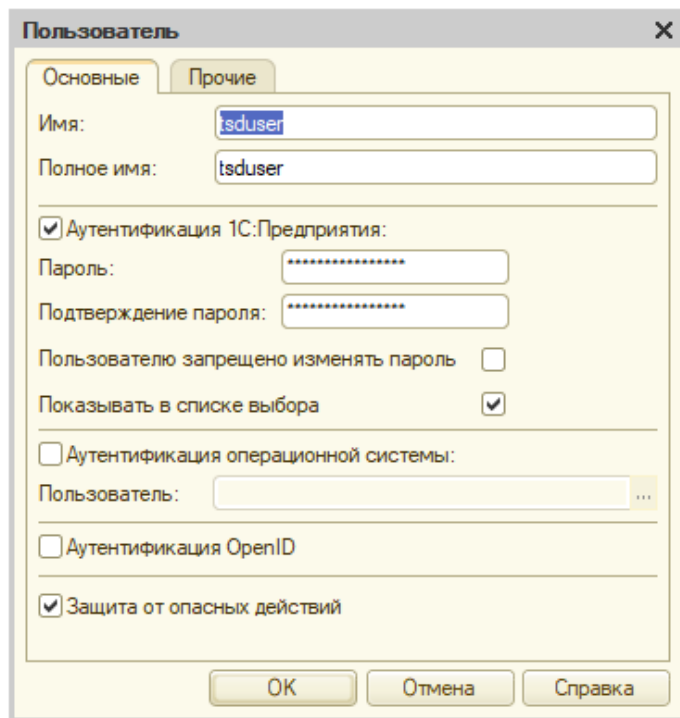 Пользователь
Основные Прочие
Имя: tsduser
Полное имя: tsduser
Аутентификация 1С:Предприятия:
Пароль: ****************
Подтверждение пароля: ****************
Пользователю запрещено изменять пароль
Показывать в списке выбора
Аутентификация операционной системы:
Пользователь: ...
Аутентификация OpenID
Защита от опасных действий
OK Отмена Справка